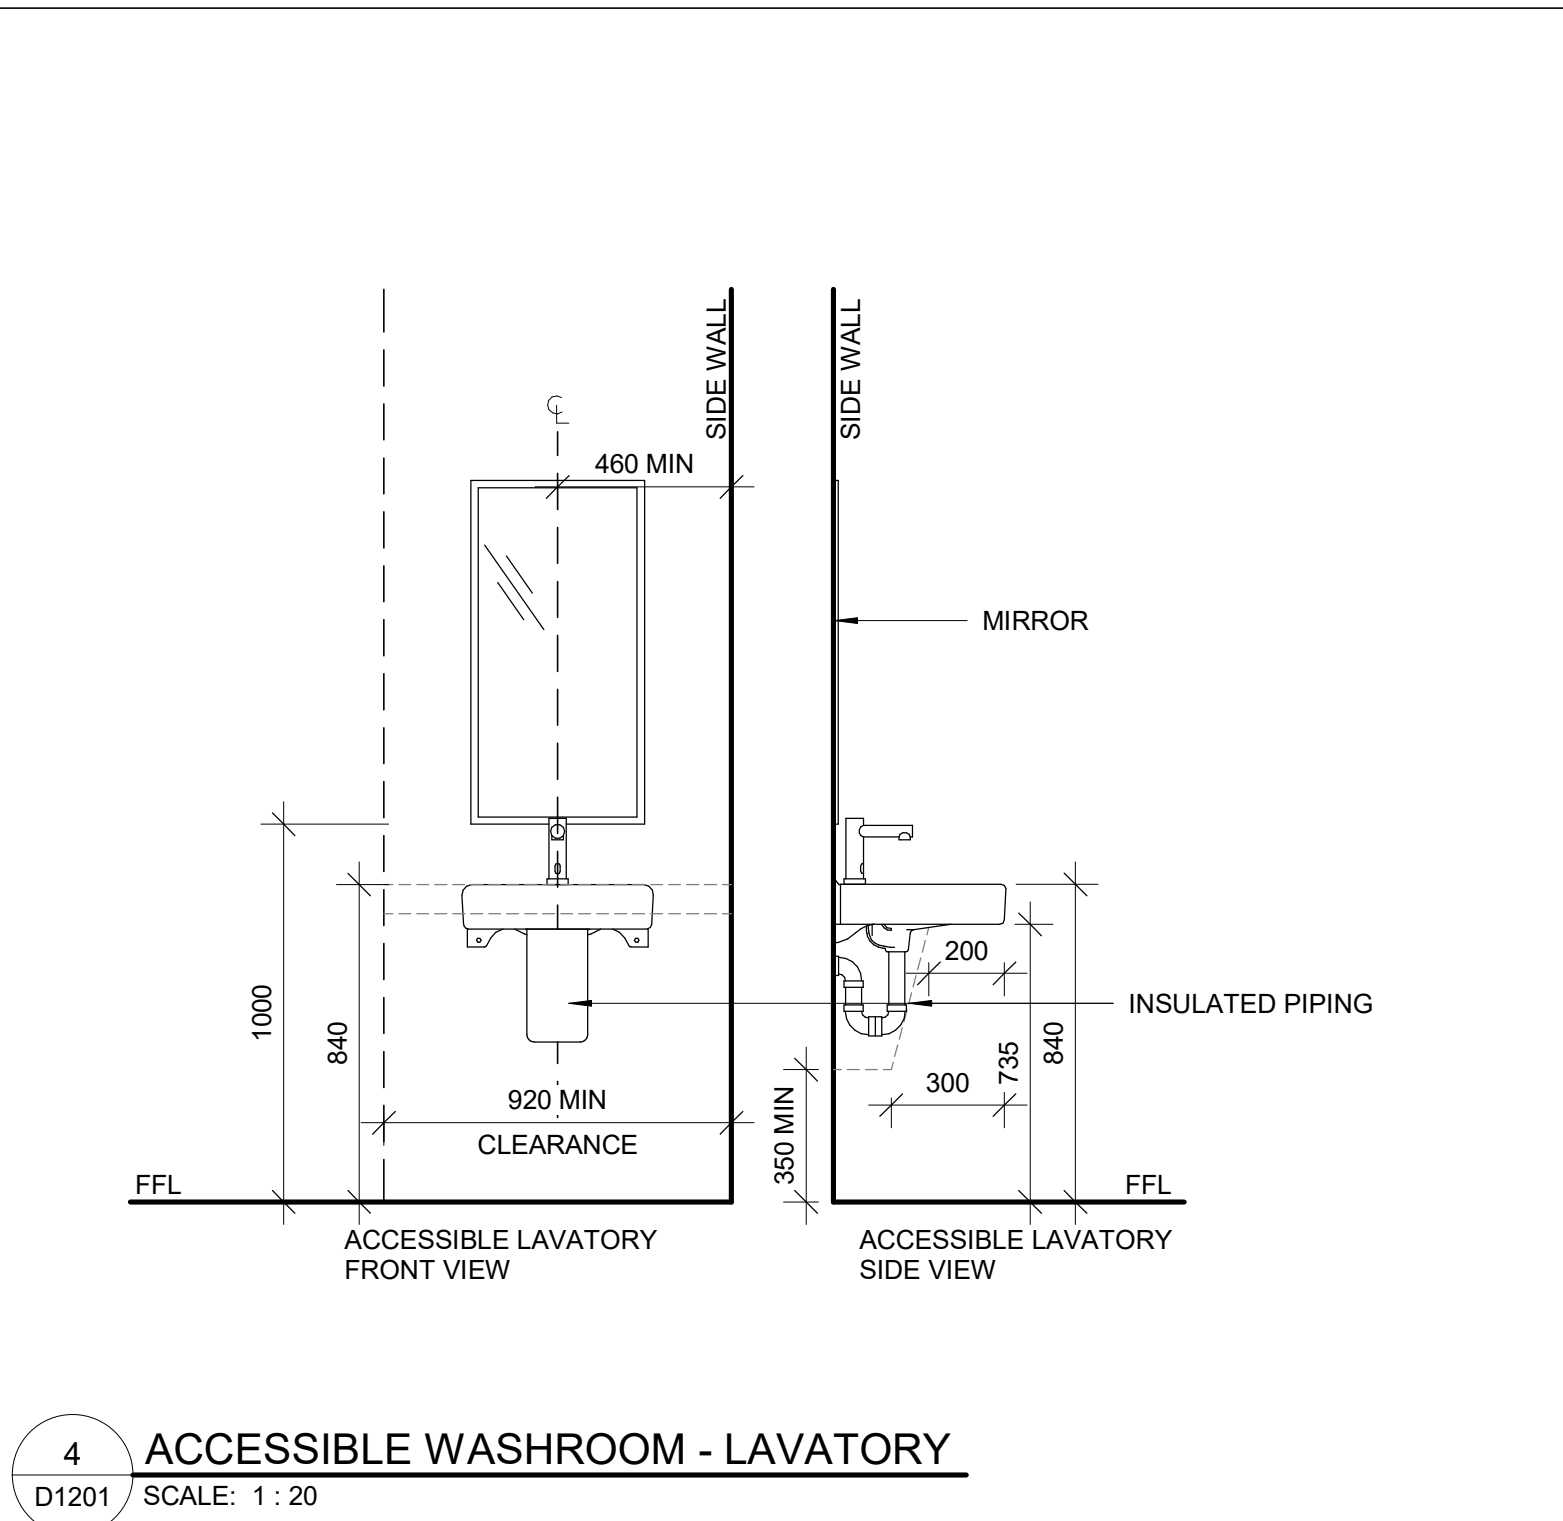 SIDE WALL
SIDE WALL
℄
460 MIN
MIRROR
1000
840
200
INSULATED PIPING
920 MIN
CLEARANCE
350 MIN
300
735
840
FFL
FFL
ACCESSIBLE LAVATORY
FRONT VIEW
ACCESSIBLE LAVATORY
SIDE VIEW
4
D1201
ACCESSIBLE WASHROOM - LAVATORY
SCALE: 1 : 20